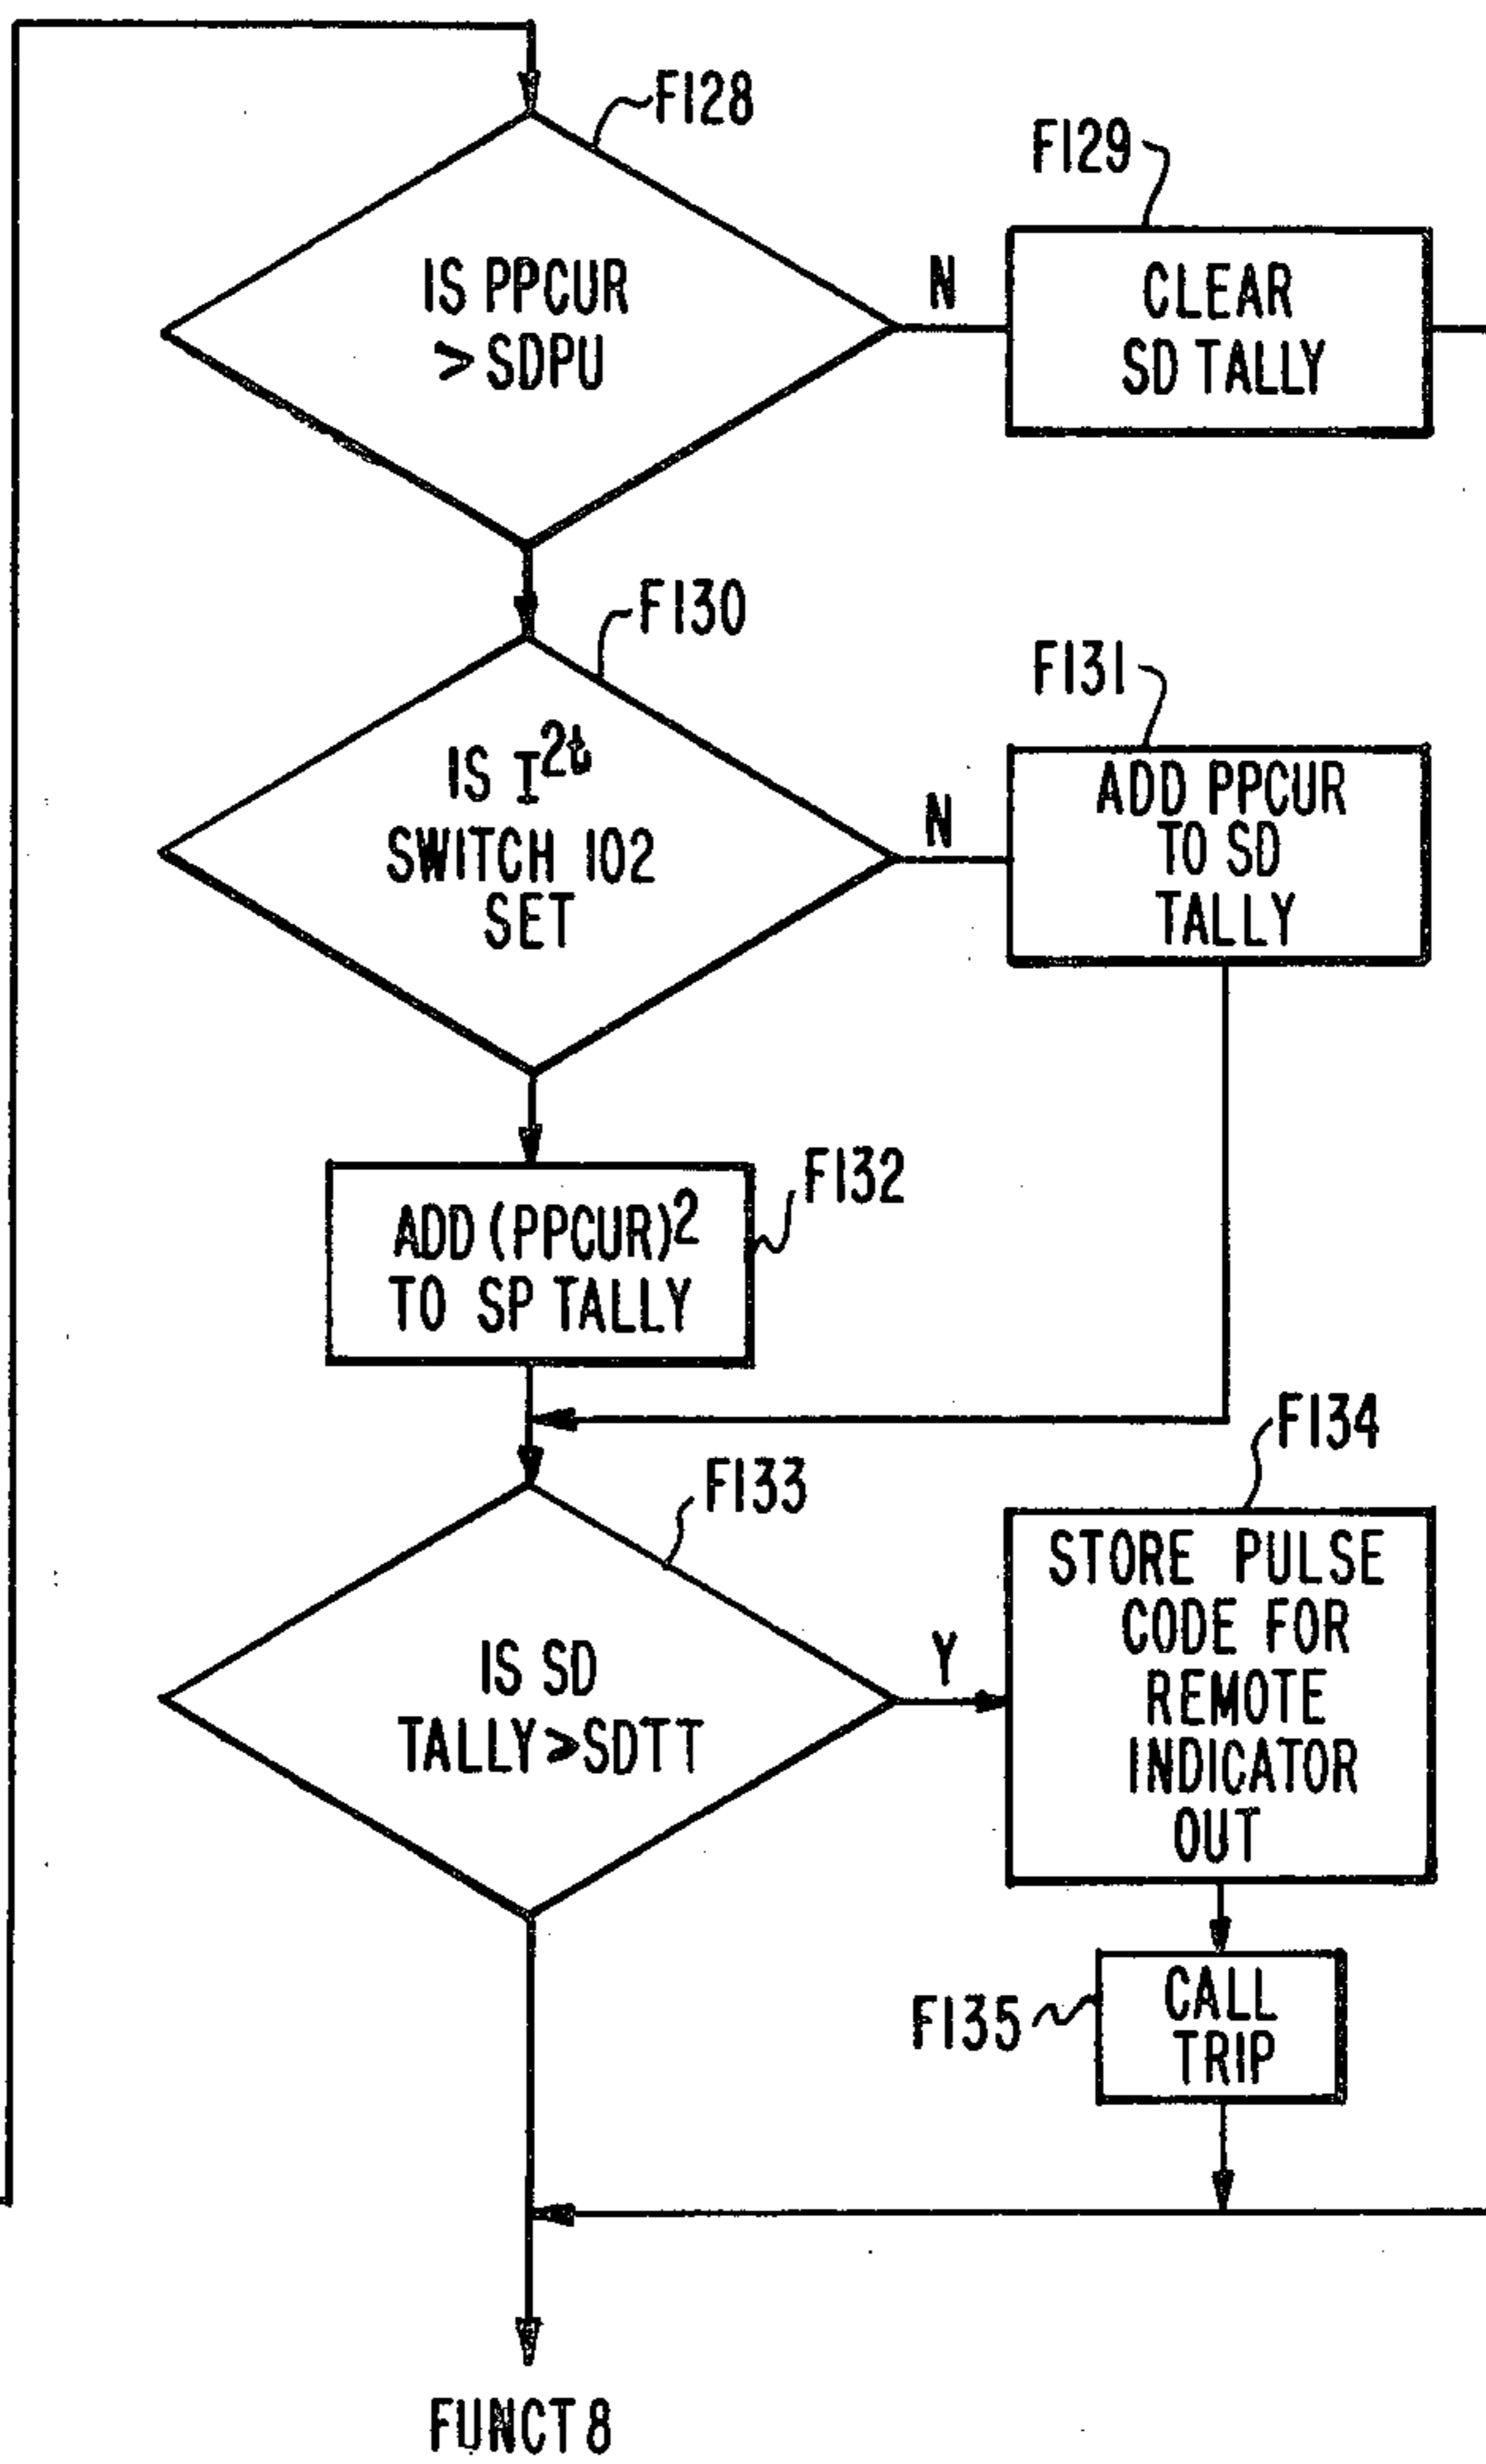 F128
IS PPCUR
> SDPU
N
F129
CLEAR
SD TALLY
F130
IS I²ᵗ
SWITCH 102
SET
N
F131
ADD PPCUR
TO SD
TALLY
F132
ADD (PPCUR)²
TO SP TALLY
F133
IS SD
TALLY>SDTT
Y
F134
STORE PULSE
CODE FOR
REMOTE
INDICATOR
OUT
F135
CALL
TRIP
FUNCT 8